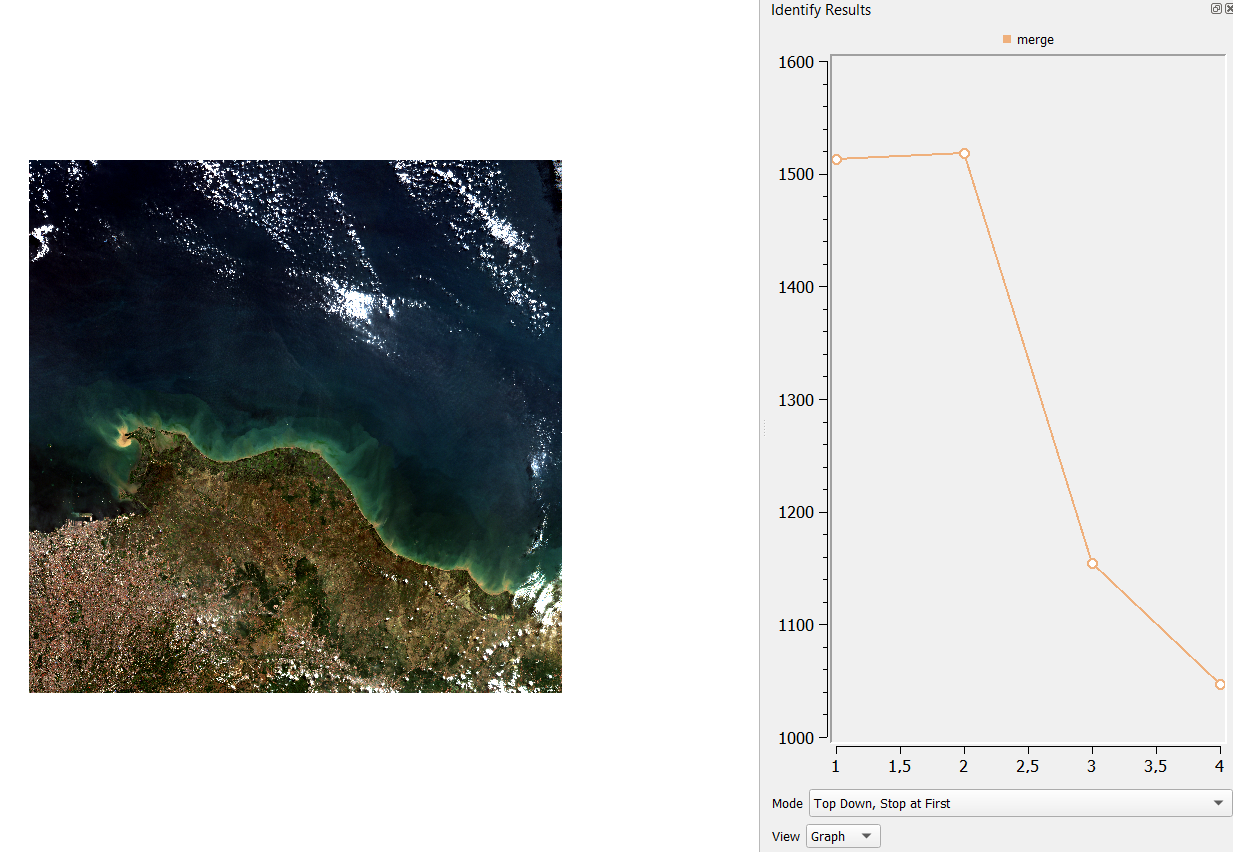 Identify Results
merge
1600
1500
1400
1300
1200
1100
1000
1 1,5 2 2,5 3 3,5 4
Mode Top Down, Stop at First
View Graph